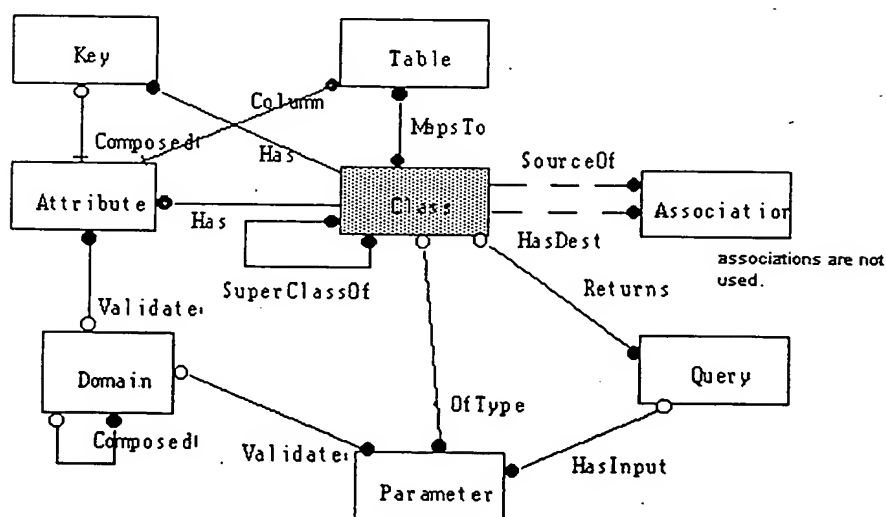 Key
Table
Column
Composed:
Has
MapsTo
SourceOf
Attribute
Has
Class
HasDest
Association
associations are not
used.
SuperClassOf
Returns
Validate:
Domain
Query
OfType
Composed:
Validate:
HasInput
Parameter